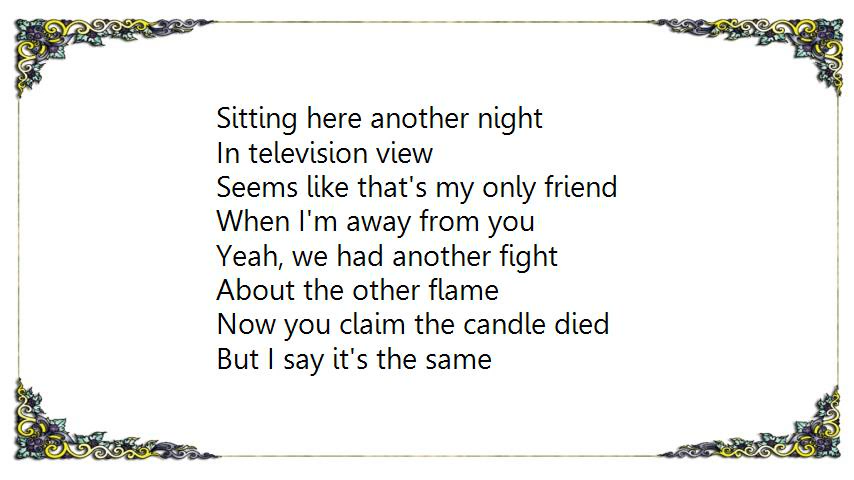 Sitting here another night
In television view
Seems like that's my only friend
When I'm away from you
Yeah, we had another fight
About the other flame
Now you claim the candle died
But I say it's the same